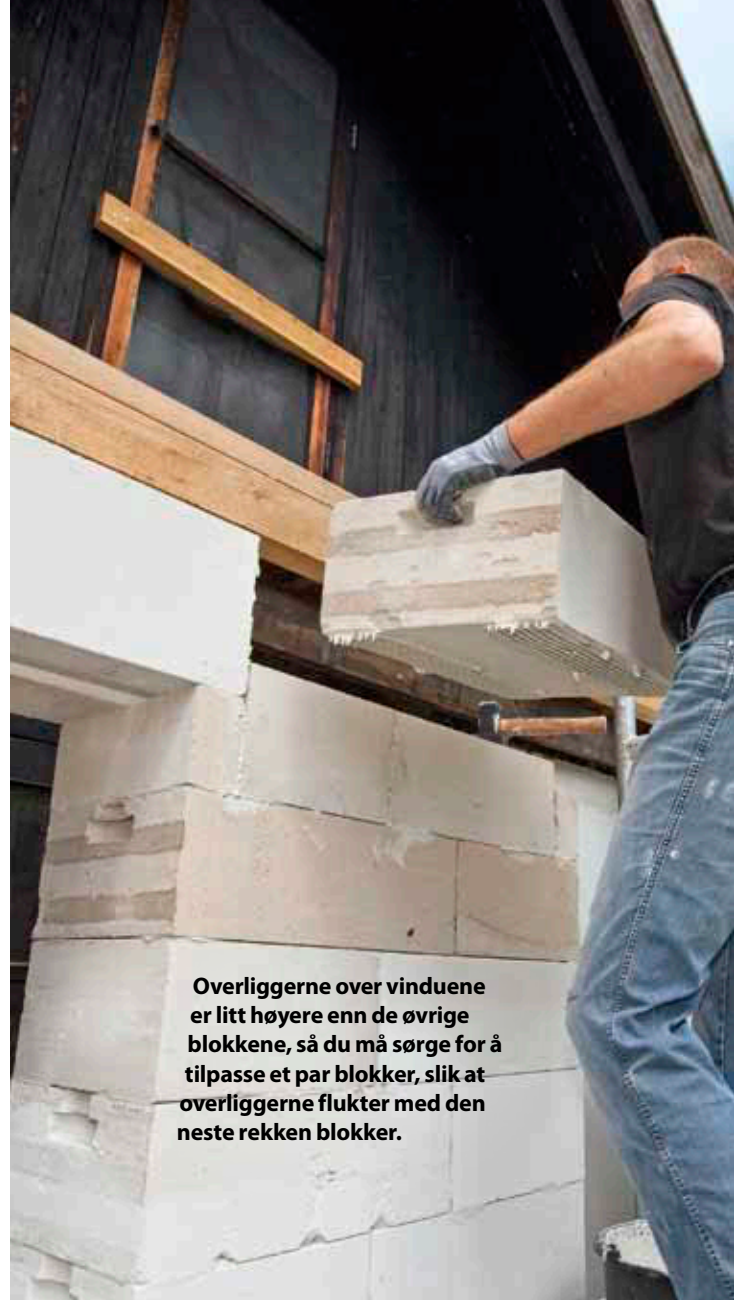 Overliggerne over vinduene
er litt høyere enn de øvrige
blokkene, så du må sørge for å
tilpasse et par blokker, slik at
overliggerne flukter med den
neste rekken blokker.